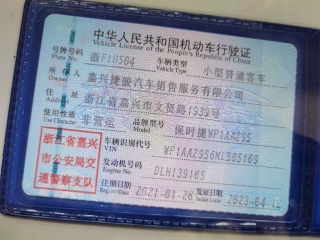 中华人民共和国机动车行驶证
Vehicle License of the People's Republic of China
号牌号码 浙F1US64 车辆类型 小型普通客车
Plate No. Vehicle Type
所有人 嘉兴捷骏汽车销售服务有限公司
Owner
住址 浙江省嘉兴市文贤路1939号
Address
使用性质 非营运 品牌型号 保时捷WP1AA295
Use Character Model
浙江省嘉兴
市公安局交
通警察支队
车辆识别代号 WP1AA2956MLB05169
VIN
发动机号码 DLH139165
Engine No.
注册日期 2021-01-26 发证日期 2023-04-12
Register Date Issue Date